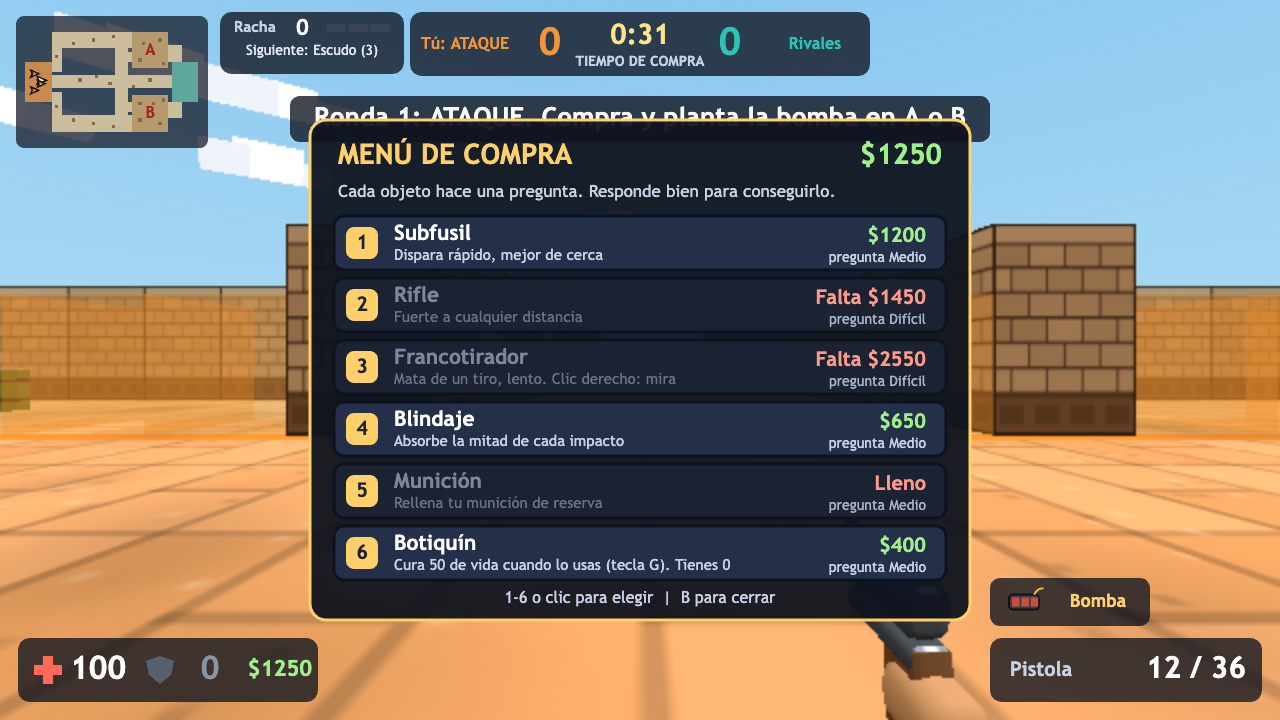 A
B
Racha 0
Siguiente: Escudo (3)
Tú: ATAQUE 0 0:31 0 Rivales
TIEMPO DE COMPRA
Ronda 1: ATAQUE. Compra y planta la bomba en A o B
MENÚ DE COMPRA $1250
Cada objeto hace una pregunta. Responde bien para conseguirlo.
1 Subfusil $1200
Dispara rápido, mejor de cerca pregunta Medio
2 Rifle Falta $1450
Fuerte a cualquier distancia pregunta Difícil
3 Francotirador Falta $2550
Mata de un tiro, lento. Clic derecho: mira pregunta Difícil
4 Blindaje $650
Absorbe la mitad de cada impacto pregunta Medio
5 Munición Lleno
Rellena tu munición de reserva pregunta Medio
6 Botiquín $400
Cura 50 de vida cuando lo usas (tecla G). Tienes 0 pregunta Medio
1-6 o clic para elegir | B para cerrar
Bomba
100 0 $1250
Pistola 12 / 36